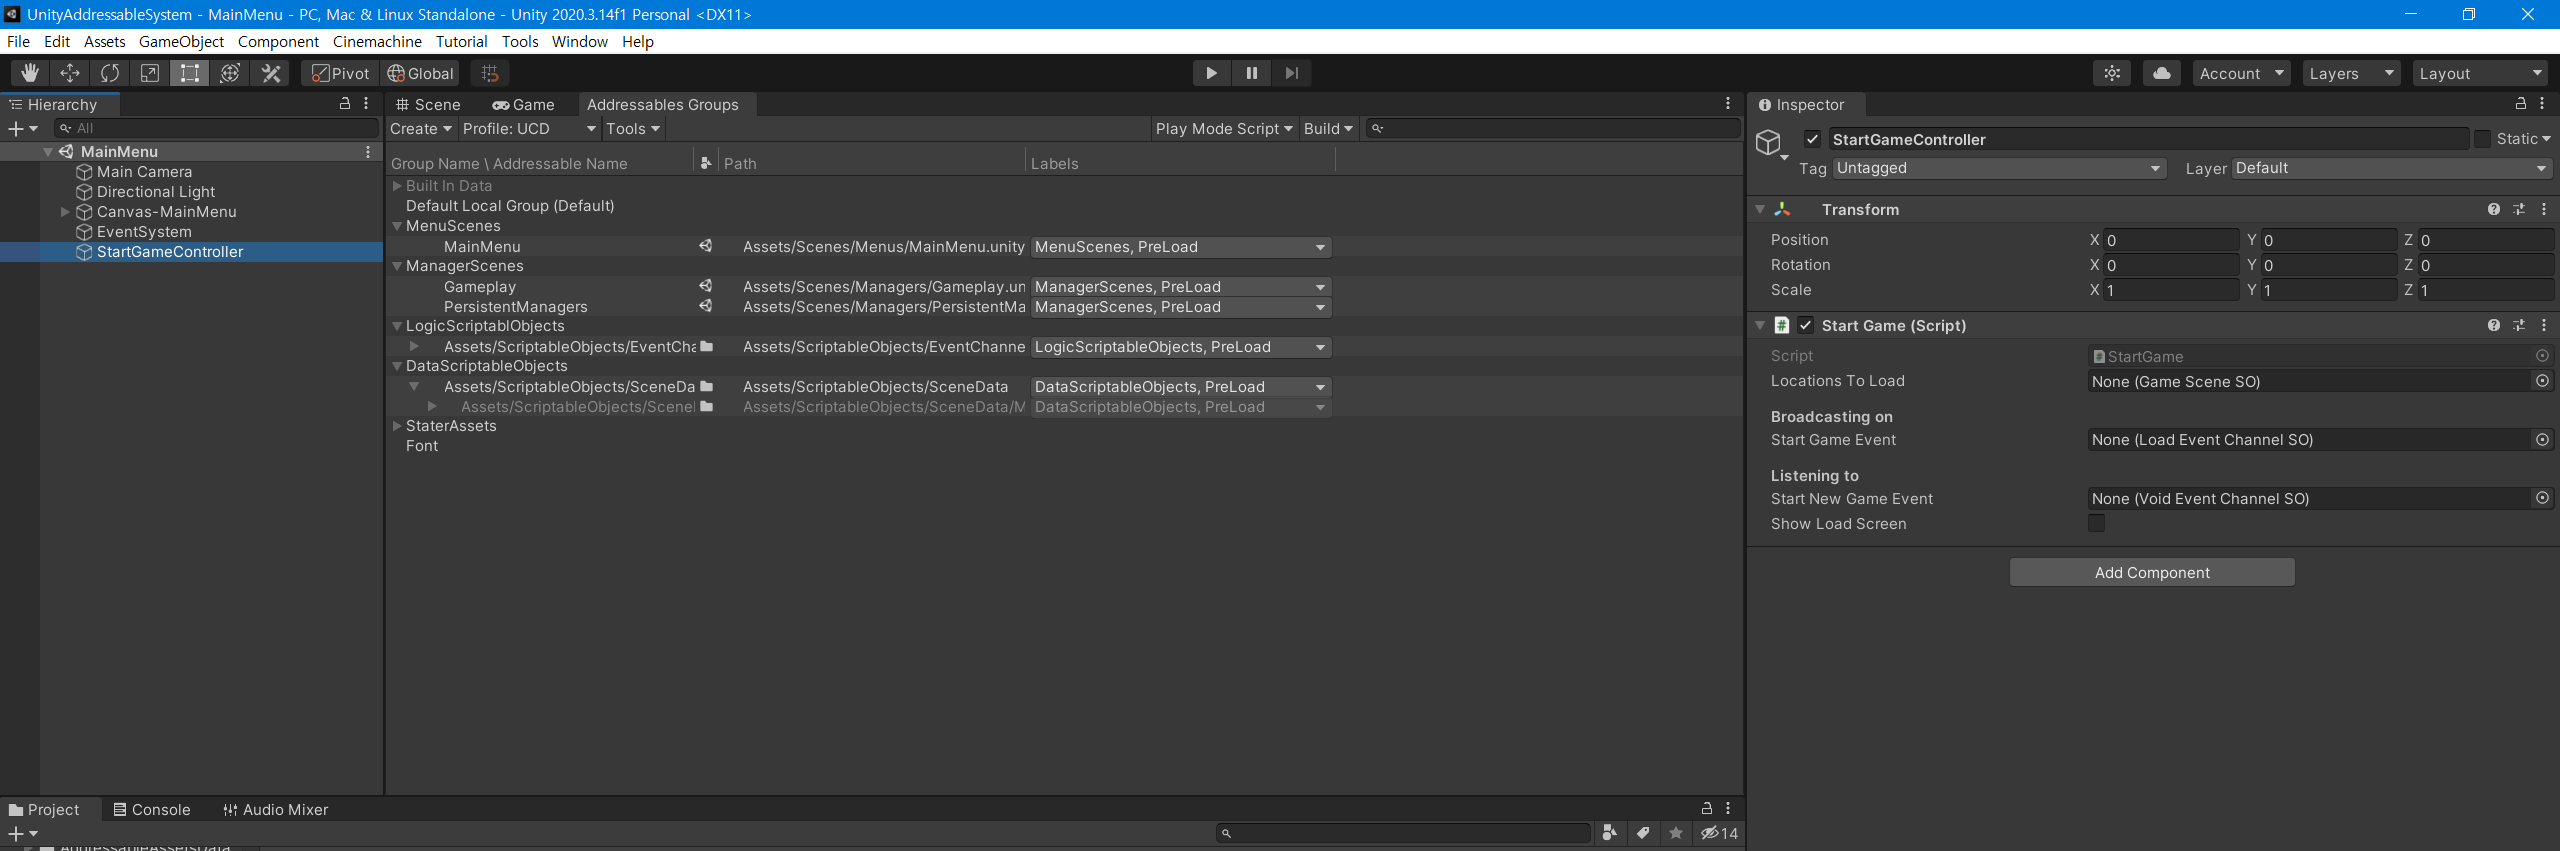 UnityAddressableSystem - MainMenu - PC, Mac & Linux Standalone - Unity 2020.3.14f1 Personal <DX11>
File Edit Assets GameObject Component Cinemachine Tutorial Tools Window Help
Pivot Global Account Layers Layout
Hierarchy
All
MainMenu
Main Camera
Directional Light
Canvas-MainMenu
EventSystem
StartGameController
Scene Game Addressables Groups
Create Profile: UCD Tools Play Mode Script Build
Group Name \ Addressable Name Path Labels
Built In Data
Default Local Group (Default)
MenuScenes
MainMenu Assets/Scenes/Menus/MainMenu.unity MenuScenes, PreLoad
ManagerScenes
Gameplay Assets/Scenes/Managers/Gameplay.un ManagerScenes, PreLoad
PersistentManagers Assets/Scenes/Managers/PersistentMa ManagerScenes, PreLoad
LogicScriptablObjects
Assets/ScriptableObjects/EventCha Assets/ScriptableObjects/EventChanne LogicScriptableObjects, PreLoad
DataScriptableObjects
Assets/ScriptableObjects/SceneDa Assets/ScriptableObjects/SceneData DataScriptableObjects, PreLoad
Assets/ScriptableObjects/Scene Assets/ScriptableObjects/SceneData/M DataScriptableObjects, PreLoad
StaterAssets
Font
Inspector
StartGameController Static
Tag Untagged Layer Default
Transform
Position X 0 Y 0 Z 0
Rotation X 0 Y 0 Z 0
Scale X 1 Y 1 Z 1
Start Game (Script)
Script StartGame
Locations To Load None (Game Scene SO)
Broadcasting on
Start Game Event None (Load Event Channel SO)
Listening to
Start New Game Event None (Void Event Channel SO)
Show Load Screen
Add Component
Project Console Audio Mixer
14
AddressableAssetsData